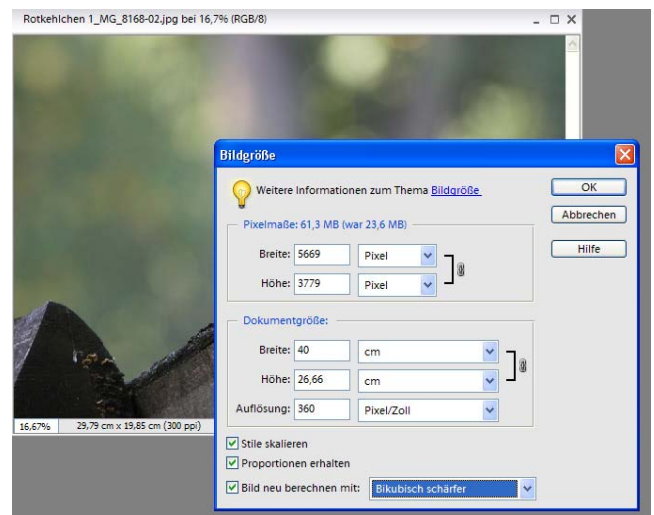 Rotkehlchen 1_MG_8168-02.jpg bei 16,7% (RGB/8)
Bildgröße
Weitere Informationen zum Thema Bildgröße
OK
Abbrechen
Hilfe
Pixelmaße: 61,3 MB (war 23,6 MB)
Breite: 5669 Pixel
Höhe: 3779 Pixel
Dokumentgröße:
Breite: 40 cm
Höhe: 26,66 cm
Auflösung: 360 Pixel/Zoll
16,67% 29,79 cm x 19,85 cm (300 ppi)
Stile skalieren
Proportionen erhalten
Bild neu berechnen mit: Bikubisch schärfer